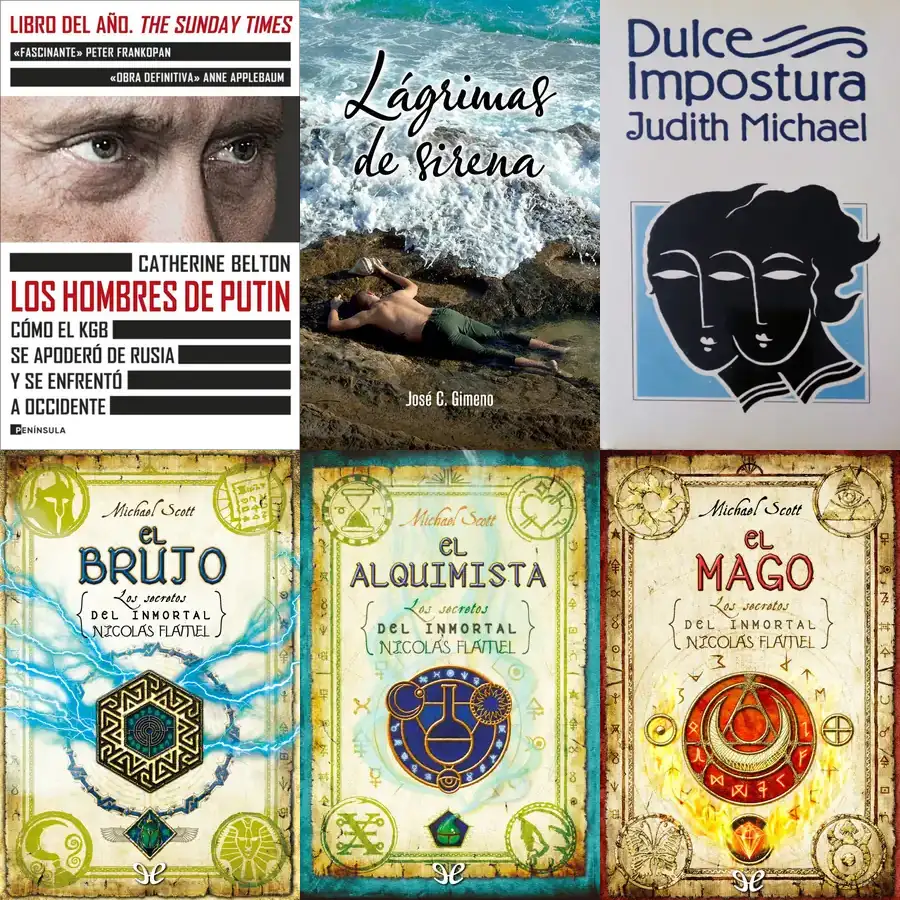 LIBRO DEL AÑO. THE SUNDAY TIMES
«FASCINANTE» PETER FRANKOPAN
«OBRA DEFINITIVA» ANNE APPLEBAUM
CATHERINE BELTON
LOS HOMBRES DE PUTIN
CÓMO EL KGB
SE APODERÓ DE RUSIA
Y SE ENFRENTÓ
A OCCIDENTE
PENÍNSULA
Lágrimas
de sirena
José C. Gimeno
Dulce
Impostura
Judith Michael
Michael Scott
EL
BRUJO
Los secretos
DEL INMORTAL
NICOLAS FLAMEL
Michael Scott
EL
ALQUIMISTA
Los secretos
DEL INMORTAL
NICOLAS FLAMEL
Michael Scott
EL
MAGO
Los secretos
DEL INMORTAL
NICOLAS FLAMEL